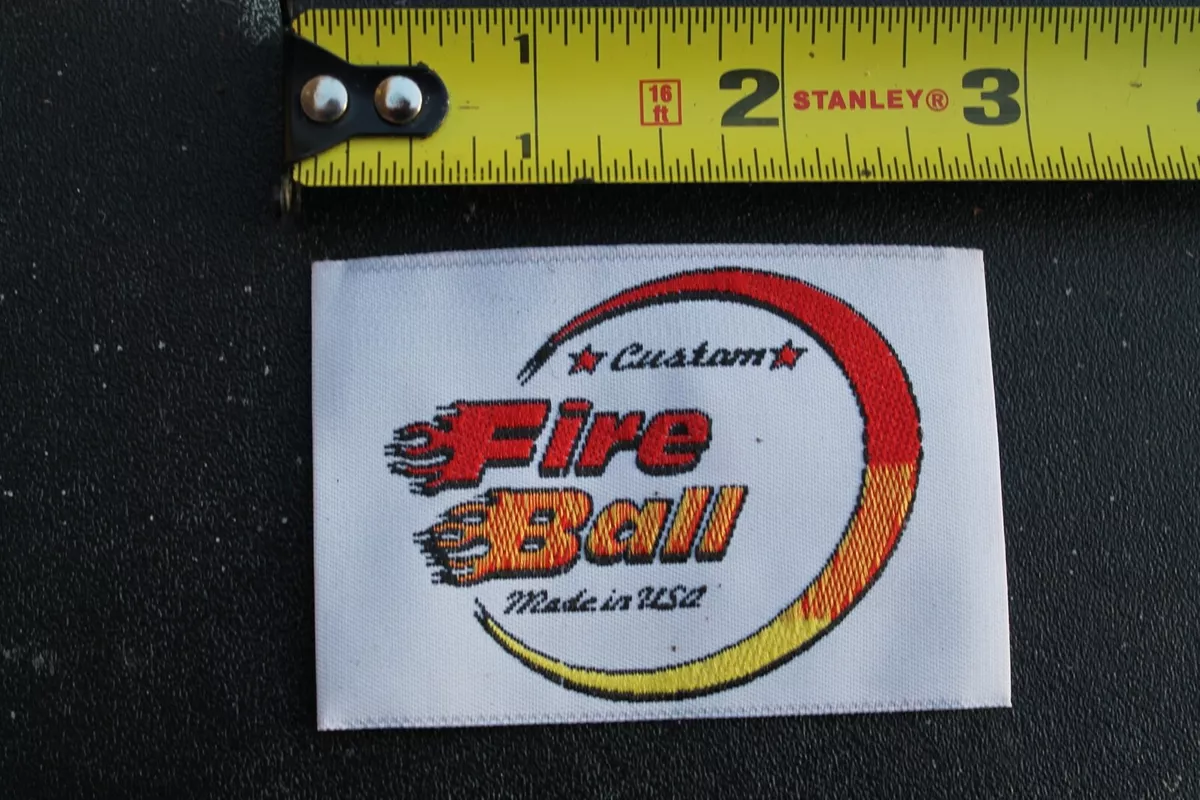 1 2 3
16
ft
STANLEY®
1
Custom
Fire
Ball
Made in USA